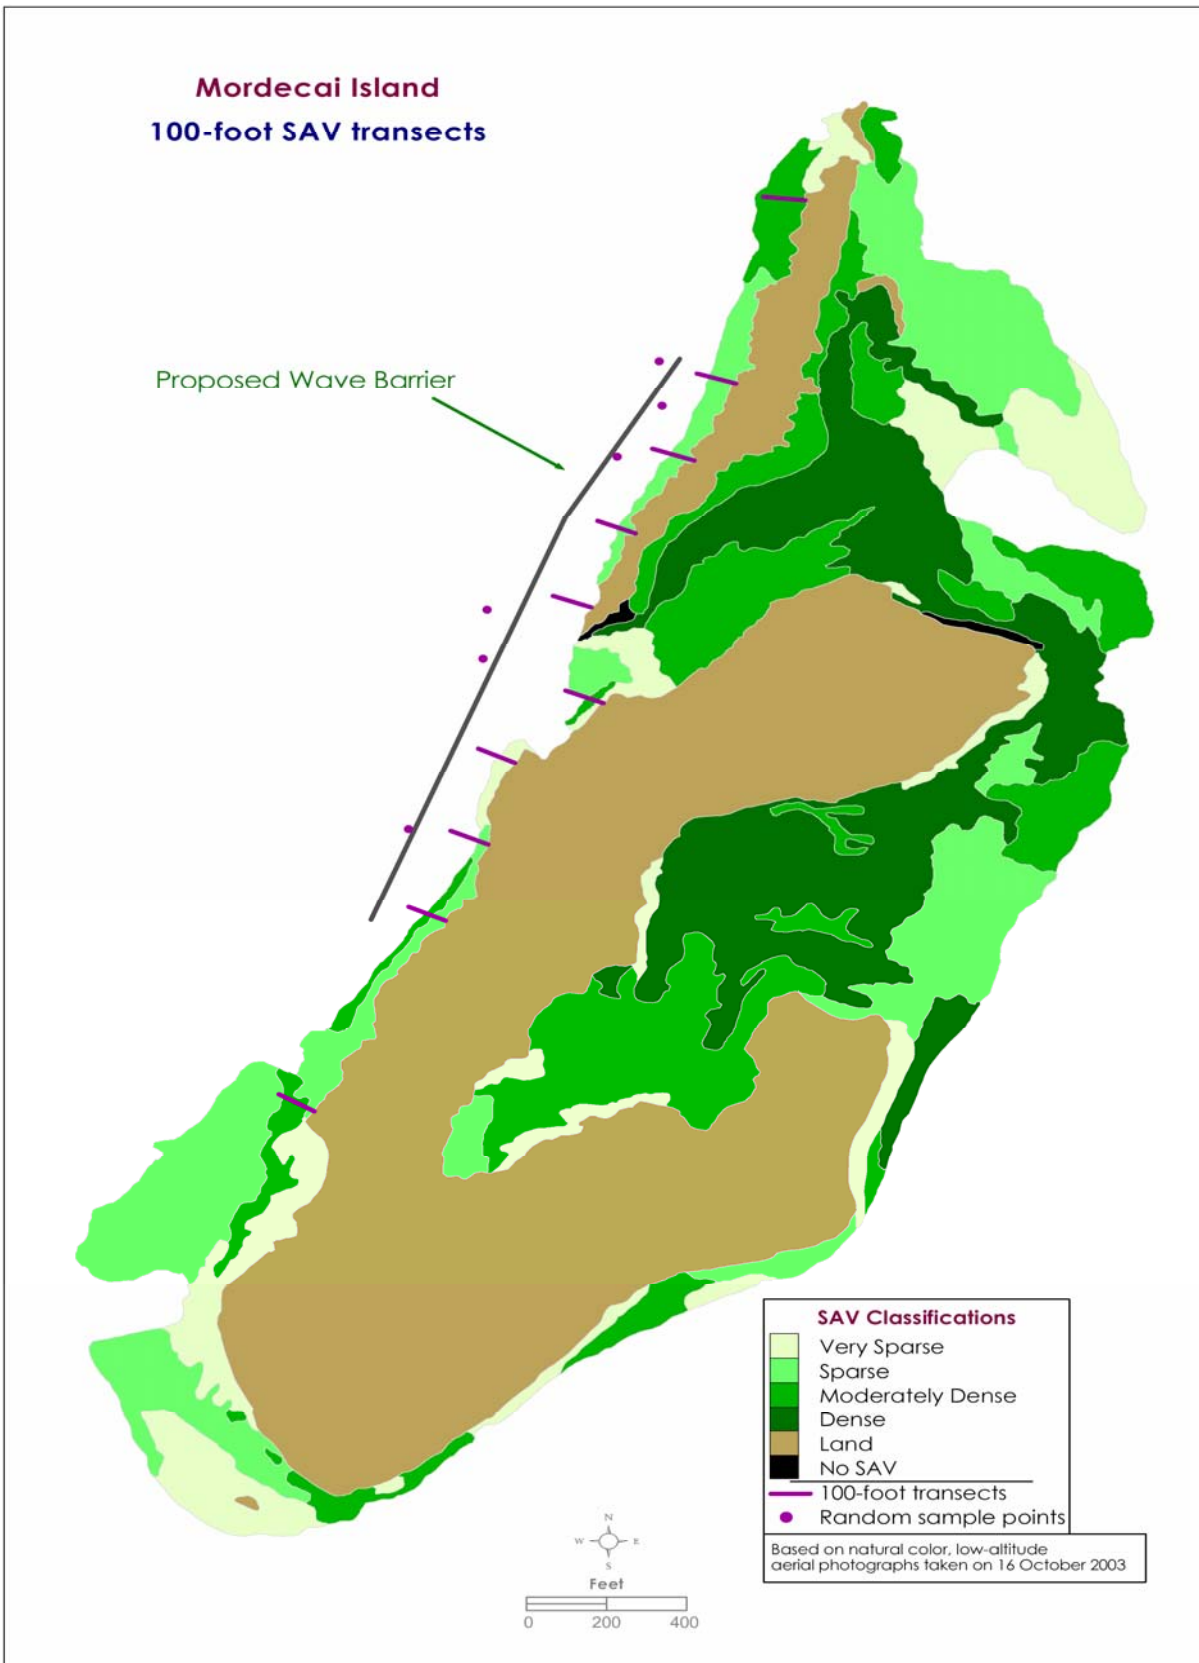 Mordecai Island
100-foot SAV transects
Proposed Wave Barrier
SAV Classifications
Very Sparse
Sparse
Moderately Dense
Dense
Land
No SAV
100-foot transects
Random sample points
Based on natural color, low-altitude
aerial photographs taken on 16 October 2003
N
W E
S
Feet
0 200 400